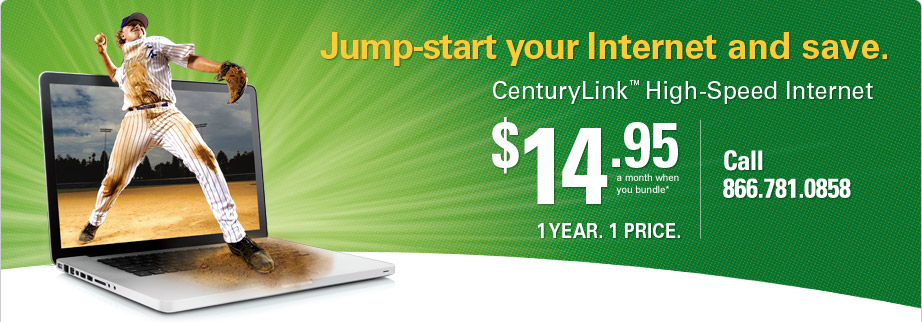 Jump-start your Internet and save.
CenturyLink™ High-Speed Internet
$14.95
a month when
you bundle*
1 YEAR. 1 PRICE.
Call
866.781.0858